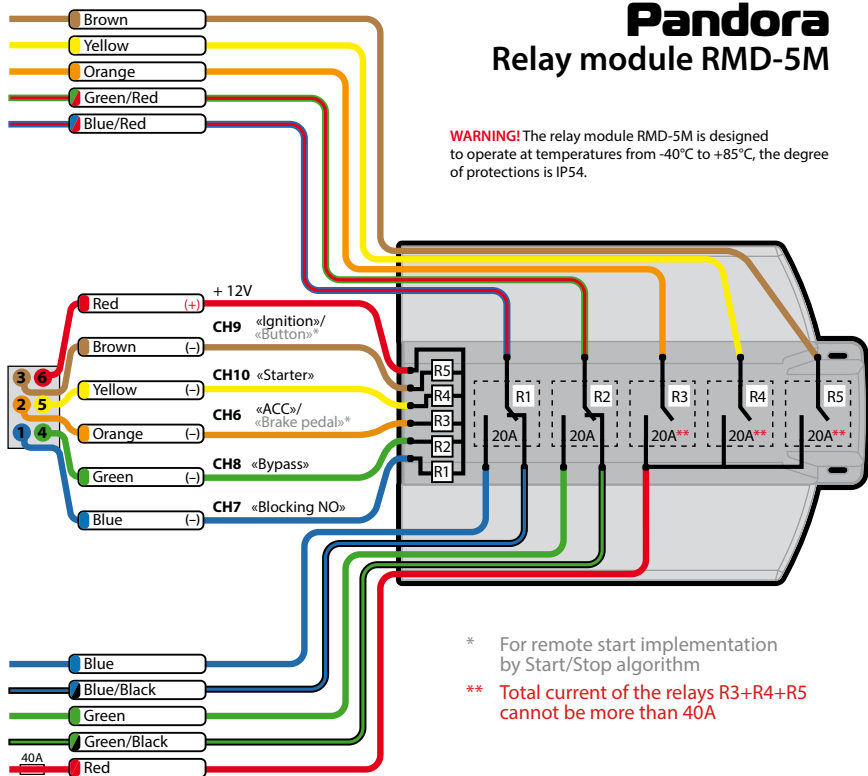 Pandora
Relay module RMD-5M
Brown
Yellow
Orange
Green/Red
Blue/Red
WARNING! The relay module RMD-5M is designed
to operate at temperatures from -40°C to +85°C, the degree
of protections is IP54.
+ 12V
Red (+)
CH9 «Ignition»/
«Button»*
Brown (–)
CH10 «Starter»
Yellow (–)
CH6 «ACC»/
«Brake pedal»*
Orange (–)
CH8 «Bypass»
Green (–)
CH7 «Blocking NO»
Blue (–)
3 6
2 5
1 4
R5
R4
R3
R2
R1
R1 R2 R3 R4 R5
20A 20A 20A** 20A** 20A**
Blue
Blue/Black
Green
Green/Black
40A
Red
* For remote start implementation
by Start/Stop algorithm
** Total current of the relays R3+R4+R5
cannot be more than 40A